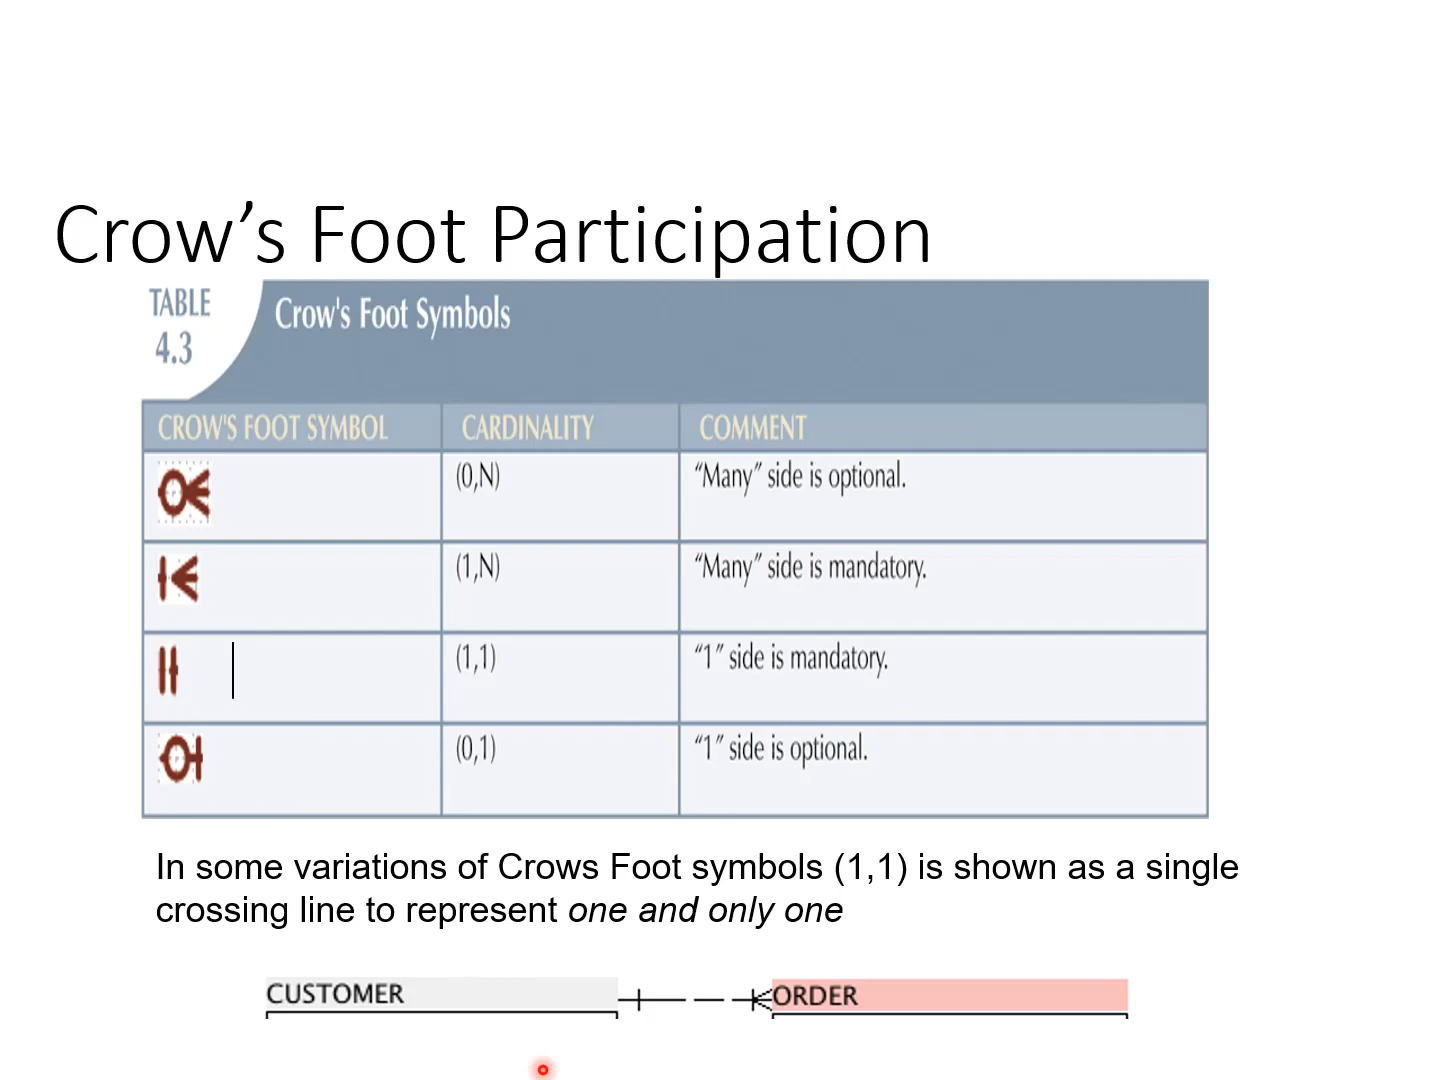 Crow’s Foot Participation
TABLE
4.3
Crow's Foot Symbols
CROW'S FOOT SYMBOL CARDINALITY COMMENT
(0,N) “Many” side is optional.
(1,N) “Many” side is mandatory.
(1,1) “1” side is mandatory.
(0,1) “1” side is optional.
In some variations of Crows Foot symbols (1,1) is shown as a single
crossing line to represent one and only one
CUSTOMER ORDER